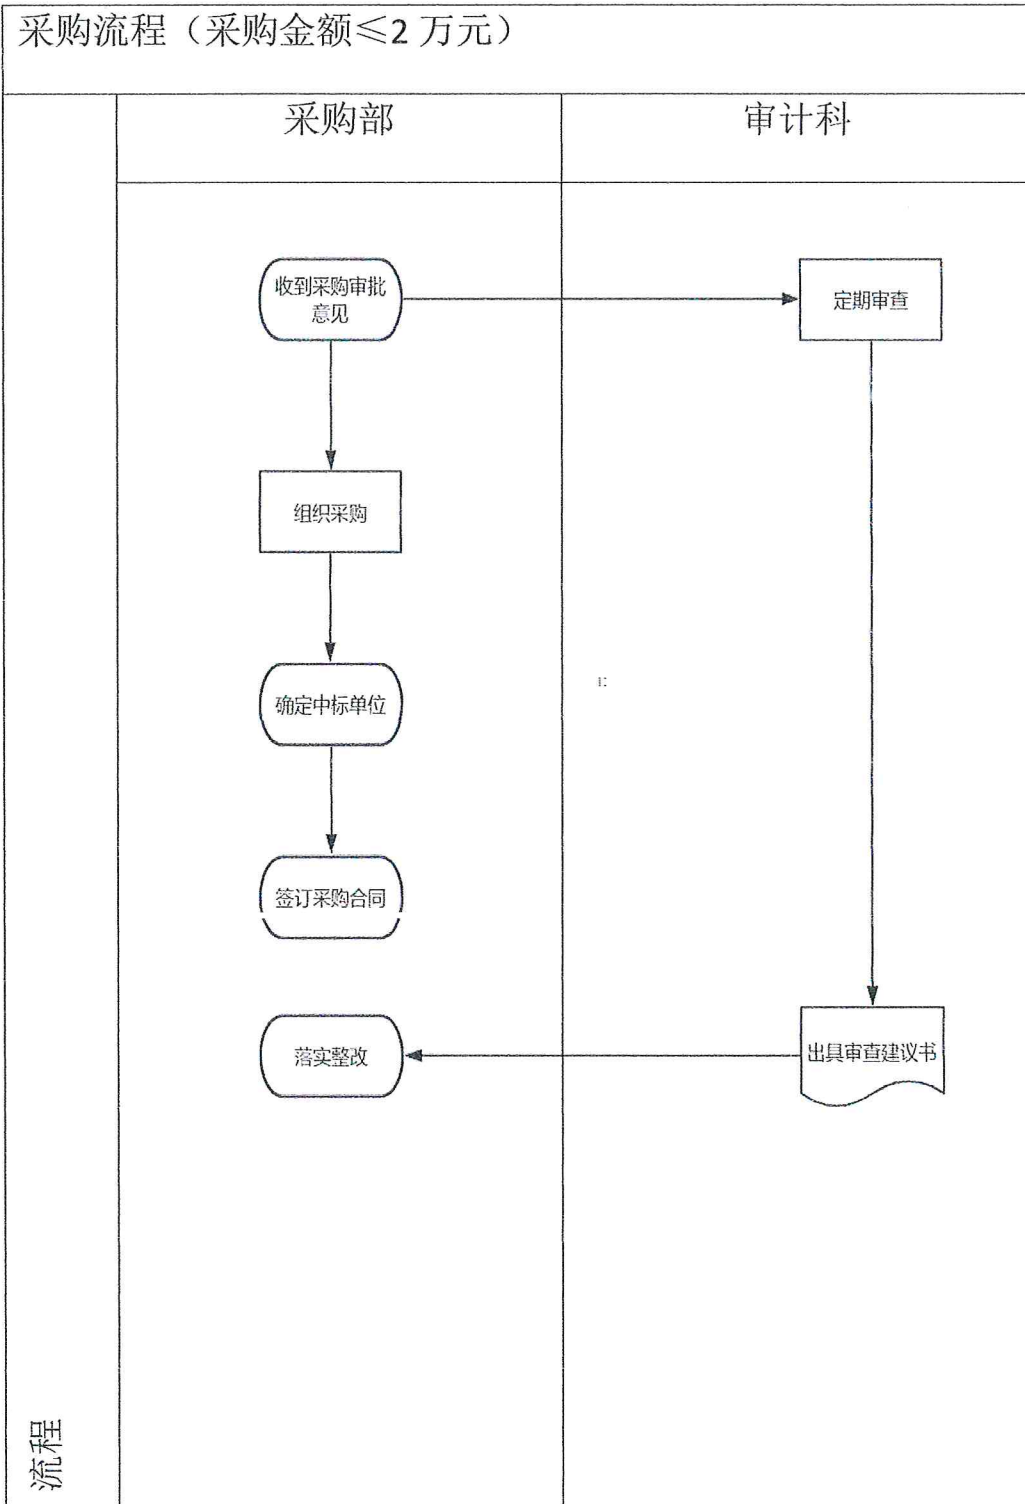 采购流程（采购金额≤2 万元）
采购部
审计科
收到采购审批
意见
定期审查
组织采购
确定中标单位
签订采购合同
落实整改
出具审查建议书
流程